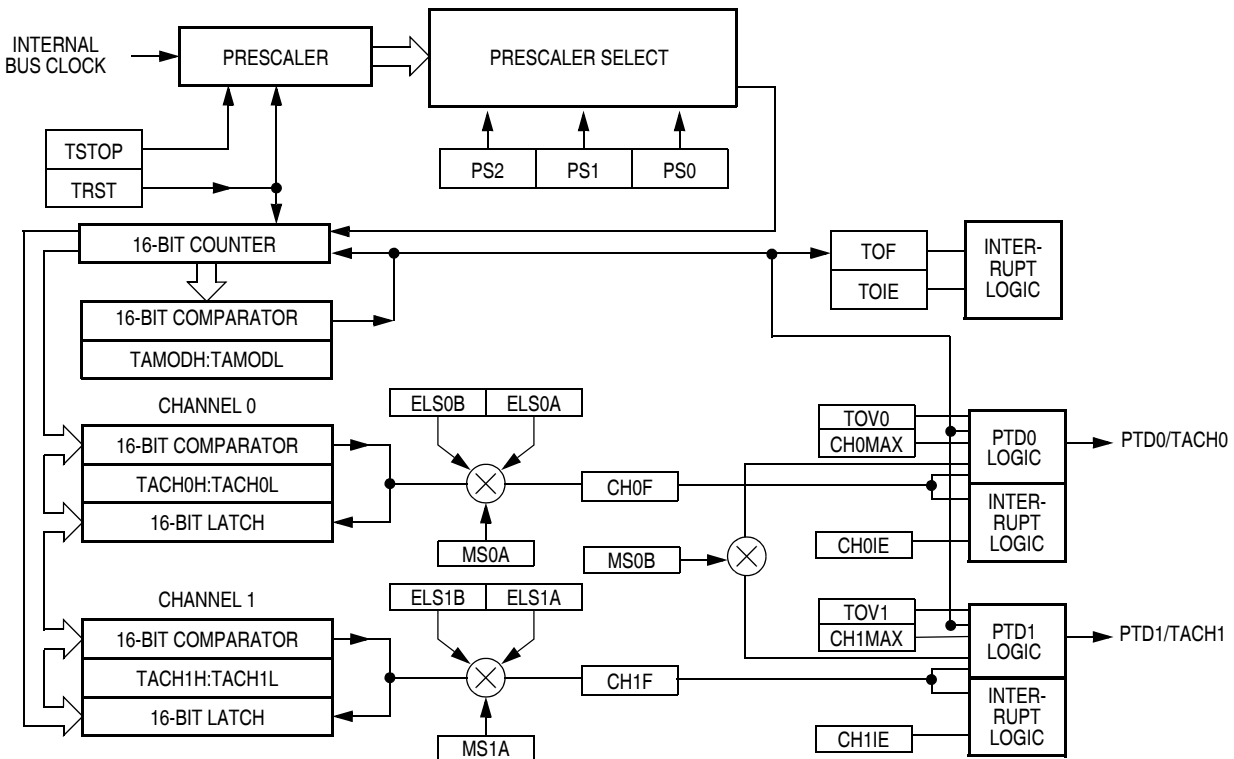 INTERNAL
BUS CLOCK
PRESCALER
PRESCALER SELECT
TSTOP
TRST
PS2
PS1
PS0
16-BIT COUNTER
16-BIT COMPARATOR
TAMODH:TAMODL
TOF
TOIE
INTER-
RUPT
LOGIC
CHANNEL 0
16-BIT COMPARATOR
TACH0H:TACH0L
16-BIT LATCH
ELS0B
ELS0A
MS0A
CH0F
MS0B
TOV0
CH0MAX
CH0IE
PTD0
LOGIC
INTER-
RUPT
LOGIC
PTD0/TACH0
CHANNEL 1
16-BIT COMPARATOR
TACH1H:TACH1L
16-BIT LATCH
ELS1B
ELS1A
MS1A
CH1F
TOV1
CH1MAX
CH1IE
PTD1
LOGIC
INTER-
RUPT
LOGIC
PTD1/TACH1